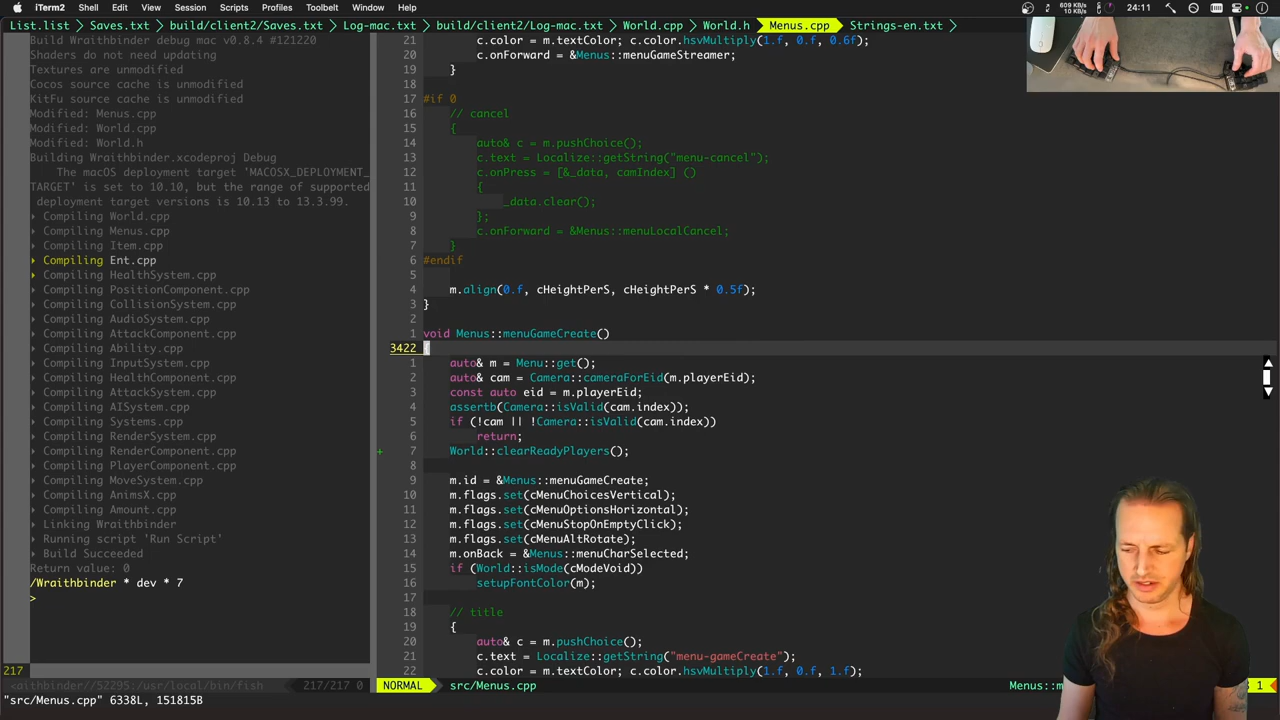 iTerm2 Shell Edit View Session Scripts Profiles Toolbelt Window Help 609 KB/s 10 KB/s 24:11
List.list Saves.txt build/client2/Saves.txt Log-mac.txt build/client2/Log-mac.txt World.cpp World.h Menus.cpp Strings-en.txt
Build Wraithbinder debug mac v0.8.4 #121220
Shaders do not need updating
Textures are unmodified
Cocos source cache is unmodified
KitFu source cache is unmodified
Modified: Menus.cpp
Modified: World.cpp
Modified: World.h
Building Wraithbinder.xcodeproj Debug
The macOS deployment target 'MACOSX_DEPLOYMENT_
TARGET' is set to 10.10, but the range of supported
deployment target versions is 10.13 to 13.3.99.
Compiling World.cpp
Compiling Menus.cpp
Compiling Item.cpp
Compiling Ent.cpp
Compiling HealthSystem.cpp
Compiling PositionComponent.cpp
Compiling CollisionSystem.cpp
Compiling AudioSystem.cpp
Compiling AttackComponent.cpp
Compiling Ability.cpp
Compiling InputSystem.cpp
Compiling HealthComponent.cpp
Compiling AttackSystem.cpp
Compiling AISystem.cpp
Compiling Systems.cpp
Compiling RenderSystem.cpp
Compiling RenderComponent.cpp
Compiling PlayerComponent.cpp
Compiling MoveSystem.cpp
Compiling AnimsX.cpp
Compiling Amount.cpp
Linking Wraithbinder
Running script 'Run Script'
Build Succeeded
Return value: 0
/Wraithbinder * dev * 7
>
217
<aithbinder//52295:/usr/local/bin/fish 217/217 0
"src/Menus.cpp" 6338L, 151815B
21 c.color = m.textColor; c.color.hsvMultiply(1.f, 0.f, 0.6f);
20 c.onForward = &Menus::menuGameStreamer;
19 }
18
17 #if 0
16 // cancel
15 {
14 auto& c = m.pushChoice();
13 c.text = Localize::getString("menu-cancel");
12 c.onPress = [&_data, camIndex] ()
11 {
10 _data.clear();
9 };
8 c.onForward = &Menus::menuLocalCancel;
7 }
6 #endif
5
4 m.align(0.f, cHeightPerS, cHeightPerS * 0.5f);
3 }
2
1 void Menus::menuGameCreate()
3422 {
1 auto& m = Menu::get();
2 auto& cam = Camera::cameraForEid(m.playerEid);
3 const auto eid = m.playerEid;
4 assertb(Camera::isValid(cam.index));
5 if (!cam || !Camera::isValid(cam.index))
6 return;
+ 7 World::clearReadyPlayers();
8
9 m.id = &Menus::menuGameCreate;
10 m.flags.set(cMenuChoicesVertical);
11 m.flags.set(cMenuOptionsHorizontal);
12 m.flags.set(cMenuStopOnEmptyClick);
13 m.flags.set(cMenuAltRotate);
14 m.onBack = &Menus::menuCharSelected;
15 if (World::isMode(cModeVoid))
16 setupFontColor(m);
17
18 // title
19 {
20 auto& c = m.pushChoice();
21 c.text = Localize::getString("menu-gameCreate");
22 c.color = m.textColor; c.color.hsvMultiply(1.f, 0.f, 1.f);
NORMAL src/Menus.cpp Menus::m 1